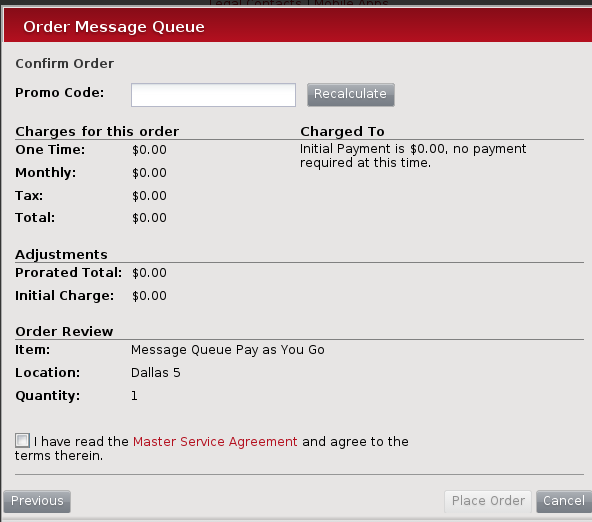 Legal Contacts | Mobile Apps
Order Message Queue
Confirm Order
Promo Code: Recalculate
Charges for this order Charged To
One Time: $0.00 Initial Payment is $0.00, no payment
Monthly: $0.00 required at this time.
Tax: $0.00
Total: $0.00
Adjustments
Prorated Total: $0.00
Initial Charge: $0.00
Order Review
Item: Message Queue Pay as You Go
Location: Dallas 5
Quantity: 1
I have read the Master Service Agreement and agree to the
terms therein.
Previous Place Order Cancel